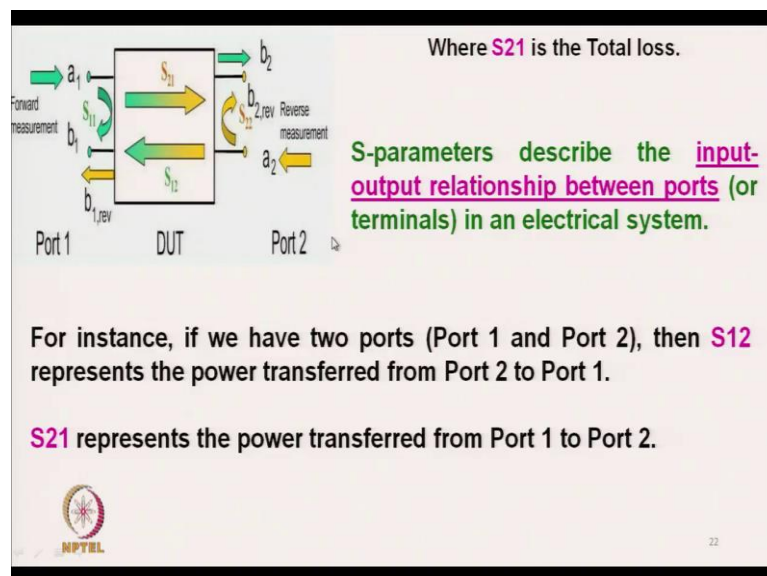 Where S21 is the Total loss.
a1
b2
S21
Forward measurement
S11
b2,rev
S22
Reverse measurement
b1
a2
S12
b1,rev
Port 1
DUT
Port 2
S-parameters describe the input-
output relationship between ports (or
terminals) in an electrical system.
For instance, if we have two ports (Port 1 and Port 2), then S12
represents the power transferred from Port 2 to Port 1.
S21 represents the power transferred from Port 1 to Port 2.
NPTEL
22